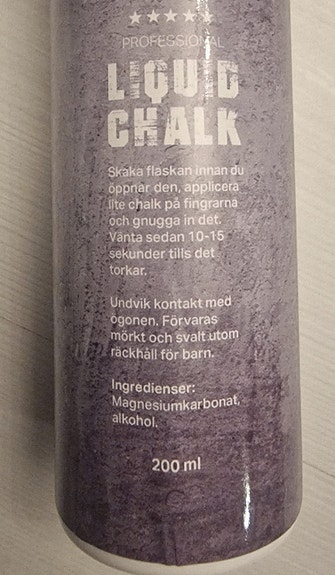 PROFESSIONAL
LIQUID
CHALK
Skaka flaskan innan du
öppnar den, applicera
lite chalk på fingrarna
och gnugga in det.
Vänta sedan 10-15
sekunder tills det
torkar.
Undvik kontakt med
ögonen. Förvaras
mörkt och svalt utom
räckhåll för barn.
Ingredienser:
Magnesiumkarbonat,
alkohol.
200 ml